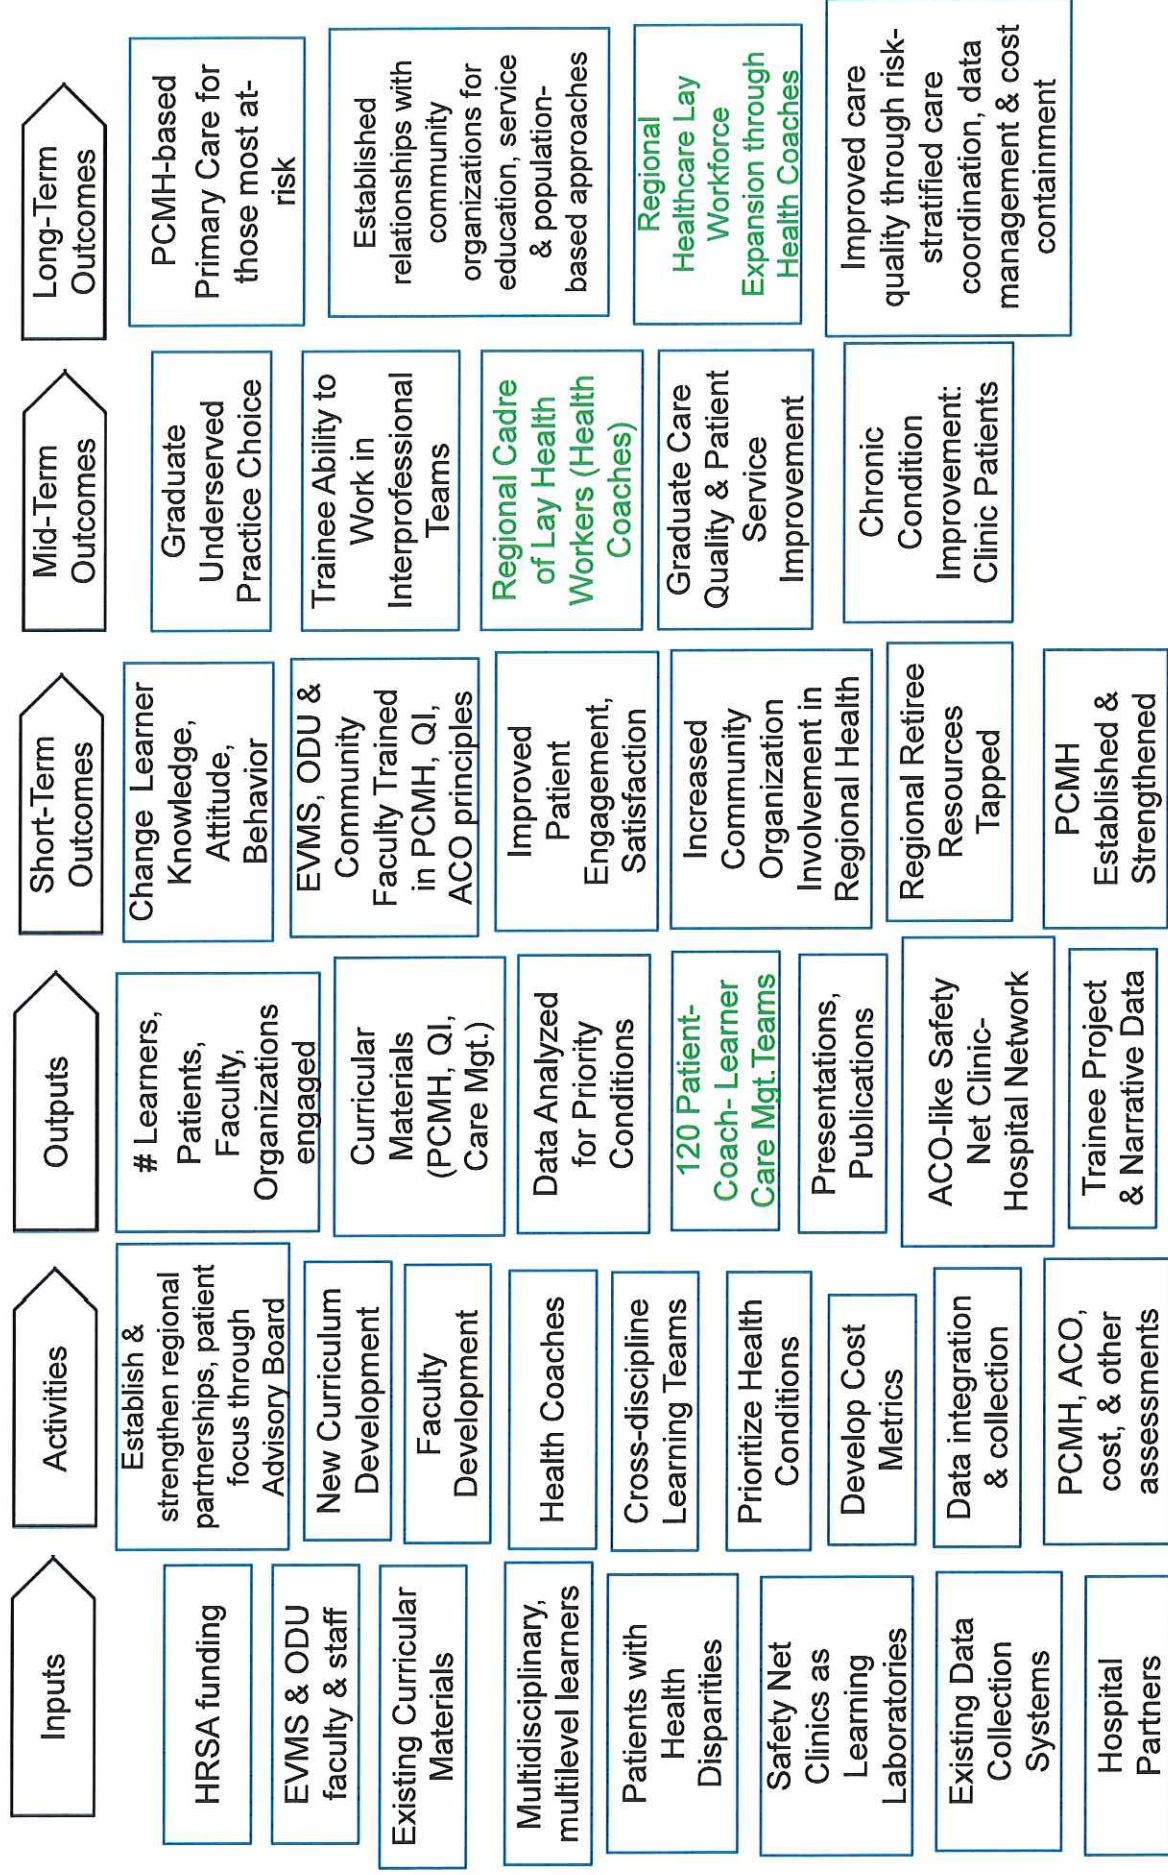 Inputs
HRSA funding
EVMS & ODU
faculty & staff
Existing Curricular
Materials
Multidisciplinary,
multilevel learners
Patients with
Health
Disparities
Safety Net
Clinics as
Learning
Laboratories
Existing Data
Collection
Systems
Hospital
Partners
Activities
Establish &
strengthen regional
partnerships, patient
focus through
Advisory Board
New Curriculum
Development
Faculty
Development
Health Coaches
Cross-discipline
Learning Teams
Prioritize Health
Conditions
Develop Cost
Metrics
Data integration
& collection
PCMH, ACO,
cost, & other
assessments
Outputs
# Learners,
Patients,
Faculty,
Organizations
engaged
Curricular
Materials
(PCMH, QI,
Care Mgt.)
Data Analyzed
for Priority
Conditions
120 Patient-
Coach- Learner
Care Mgt.Teams
Presentations,
Publications
ACO-like Safety
Net Clinic-
Hospital Network
Trainee Project
& Narrative Data
Short-Term
Outcomes
Change Learner
Knowledge,
Attitude,
Behavior
EVMS, ODU &
Community
Faculty Trained
in PCMH, QI,
ACO principles
Improved
Patient
Engagement,
Satisfaction
Increased
Community
Organization
Involvement in
Regional Health
Regional Retiree
Resources
Tapped
PCMH
Established &
Strengthened
Mid-Term
Outcomes
Graduate
Underserved
Practice Choice
Trainee Ability to
Work in
Interprofessional
Teams
Regional Cadre
of Lay Health
Workers (Health
Coaches)
Graduate Care
Quality & Patient
Service
Improvement
Chronic
Condition
Improvement:
Clinic Patients
Long-Term
Outcomes
PCMH-based
Primary Care for
those most at-
risk
Established
relationships with
community
organizations for
education, service
& population-
based approaches
Regional
Healthcare Lay
Workforce
Expansion through
Health Coaches
Improved care
quality through risk-
stratified care
coordination, data
management & cost
containment